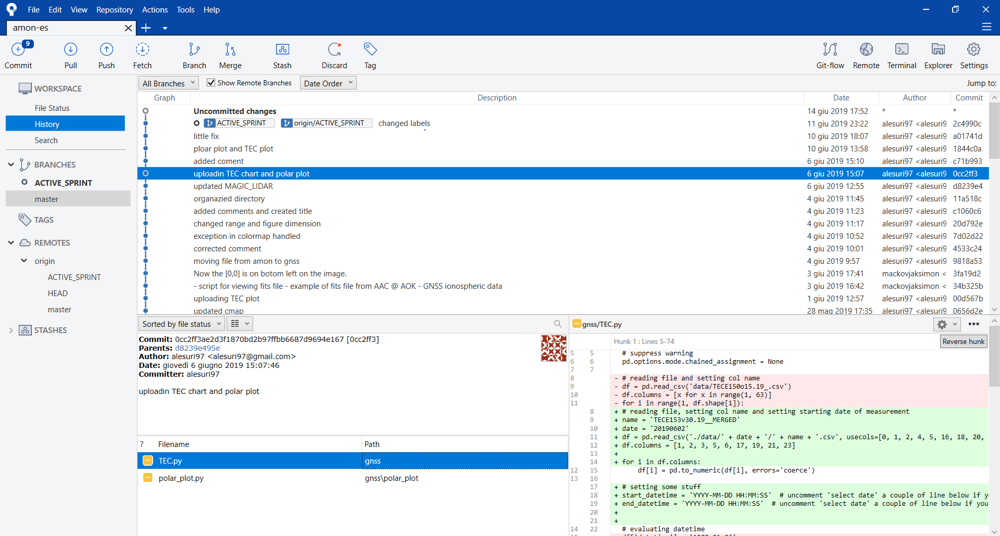 File Edit View Repository Actions Tools Help
amon-es
9
Commit Pull Push Fetch Branch Merge Stash Discard Tag Git-flow Remote Terminal Explorer Settings
WORKSPACE
File Status
History
Search
BRANCHES
ACTIVE_SPRINT
master
TAGS
REMOTES
origin
ACTIVE_SPRINT
HEAD
master
STASHES
All Branches Show Remote Branches Date Order Jump to:
Graph Description Date Author Commit
Uncommitted changes 14 giu 2019 17:52 * *
ACTIVE_SPRINT origin/ACTIVE_SPRINT changed labels 11 giu 2019 23:22 alesuri97 <alesuri9 2c4990c
little fix 10 giu 2019 18:07 alesuri97 <alesuri9 a01741d
ploar plot and TEC plot 10 giu 2019 13:58 alesuri97 <alesuri9 1844c0a
added coment 6 giu 2019 15:10 alesuri97 <alesuri9 c71b993
uploadin TEC chart and polar plot 6 giu 2019 15:07 alesuri97 <alesuri9 0cc2ff3
updated MAGIC_LIDAR 6 giu 2019 12:55 alesuri97 <alesuri9 d8239e4
organazied directory 4 giu 2019 11:45 alesuri97 <alesuri9 11a518c
added comments and created title 4 giu 2019 11:23 alesuri97 <alesuri9 c1060c6
changed range and figure dimension 4 giu 2019 11:17 alesuri97 <alesuri9 20d792e
exception in colormap handled 4 giu 2019 10:52 alesuri97 <alesuri9 7d02d22
corrected comment 4 giu 2019 10:01 alesuri97 <alesuri9 4533c24
moving file from amon to gnss 4 giu 2019 9:57 alesuri97 <alesuri9 9818a53
Now the [0,0] is on botom left on the image. 3 giu 2019 17:41 mackovjaksimon < 3fa19d2
- script for viewing fits file - example of fits file from AAC @ AOK - GNSS ionospheric data 3 giu 2019 16:42 mackovjaksimon < 34b325b
uploading TEC plot 1 giu 2019 12:57 alesuri97 <alesuri9 00d567b
updated cmap 28 mag 2019 17:35 alesuri97 <alesuri9 0656d2e
Sorted by file status
Commit: 0cc2ff3ae2d3f1870bd2b97ffbb6687d9694e167 [0cc2ff3]
Parents: d8239e495e
Author: alesuri97 <alesuri97@gmail.com>
Date: giovedì 6 giugno 2019 15:07:46
Committer: alesuri97
uploadin TEC chart and polar plot
? Filename Path
TEC.py gnss
polar_plot.py gnss\polar_plot
gnss/TEC.py
Hunk 1 : Lines 5-74 Reverse hunk
5 5 # suppress warning
6 6 pd.options.mode.chained_assignment = None
7 7
8 - # reading file and setting col name
9 - df = pd.read_csv('data/TECE150o15.19_.csv')
10 - df.columns = [x for x in range(1, 63)]
11 - for i in range(1, df.shape[1]):
8 + # reading file, setting col name and setting starting date of measurement
9 + name = 'TECE153v30.19__MERGED'
10 + date = '20190602'
11 + df = pd.read_csv('./data/' + date + '/' + name + '.csv', usecols=[0, 1, 2, 4, 5, 16, 18, 20,
12 + df.columns = [1, 2, 3, 5, 6, 17, 19, 21, 23]
13 +
14 + for i in df.columns:
12 15 df[i] = pd.to_numeric(df[i], errors='coerce')
13 16
17 + # setting some stuff
18 + start_datetime = 'YYYY-MM-DD HH:MM:SS' # uncomment 'select date' a couple of line below if y
19 + end_datetime = 'YYYY-MM-DD HH:MM:SS' # uncomment 'select date' a couple of line below if you
20 +
21 +
14 22 # evaluating datetime